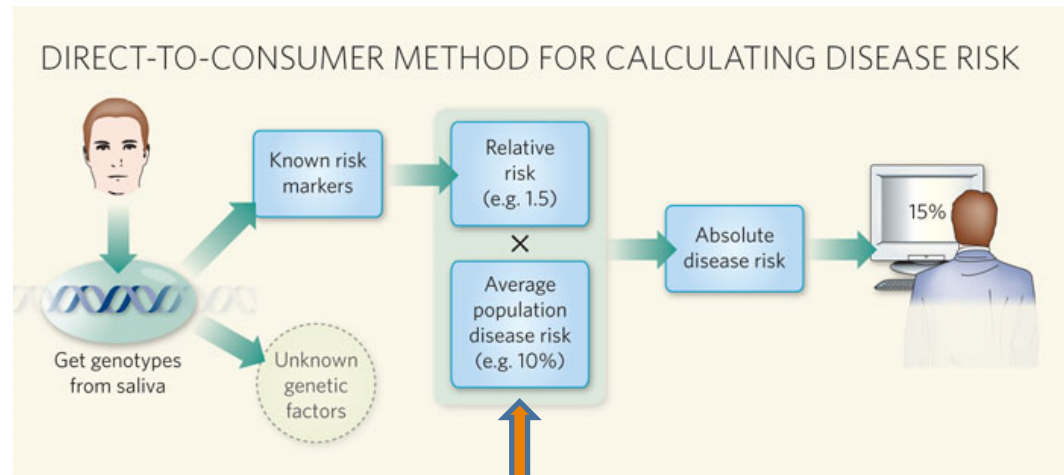 DIRECT-TO-CONSUMER METHOD FOR CALCULATING DISEASE RISK
Get genotypes
from saliva
Known risk
markers
Unknown
genetic
factors
Relative
risk
(e.g. 1.5)
×
Average
population
disease risk
(e.g. 10%)
Absolute
disease risk
15%